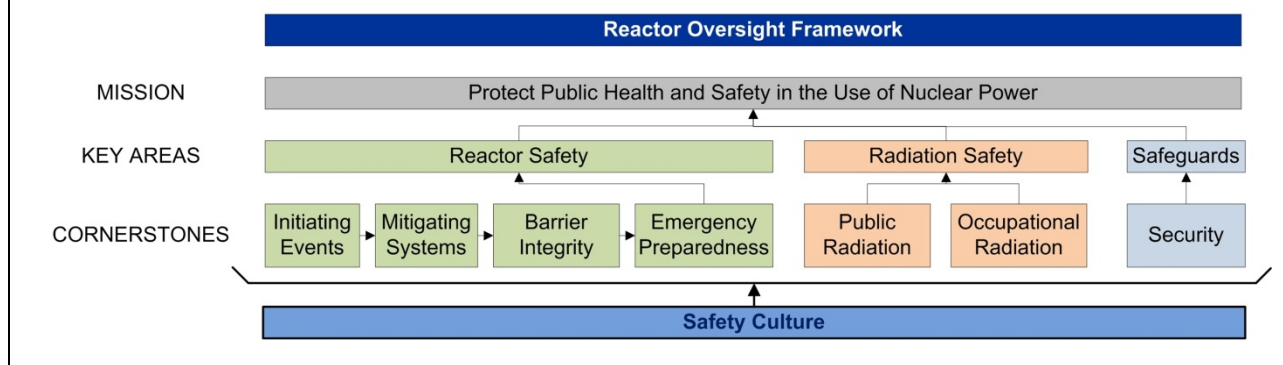 Reactor Oversight Framework
MISSION
Protect Public Health and Safety in the Use of Nuclear Power
KEY AREAS
Reactor Safety
Radiation Safety
Safeguards
CORNERSTONES
Initiating
Events
Mitigating
Systems
Barrier
Integrity
Emergency
Preparedness
Public
Radiation
Occupational
Radiation
Security
Safety Culture